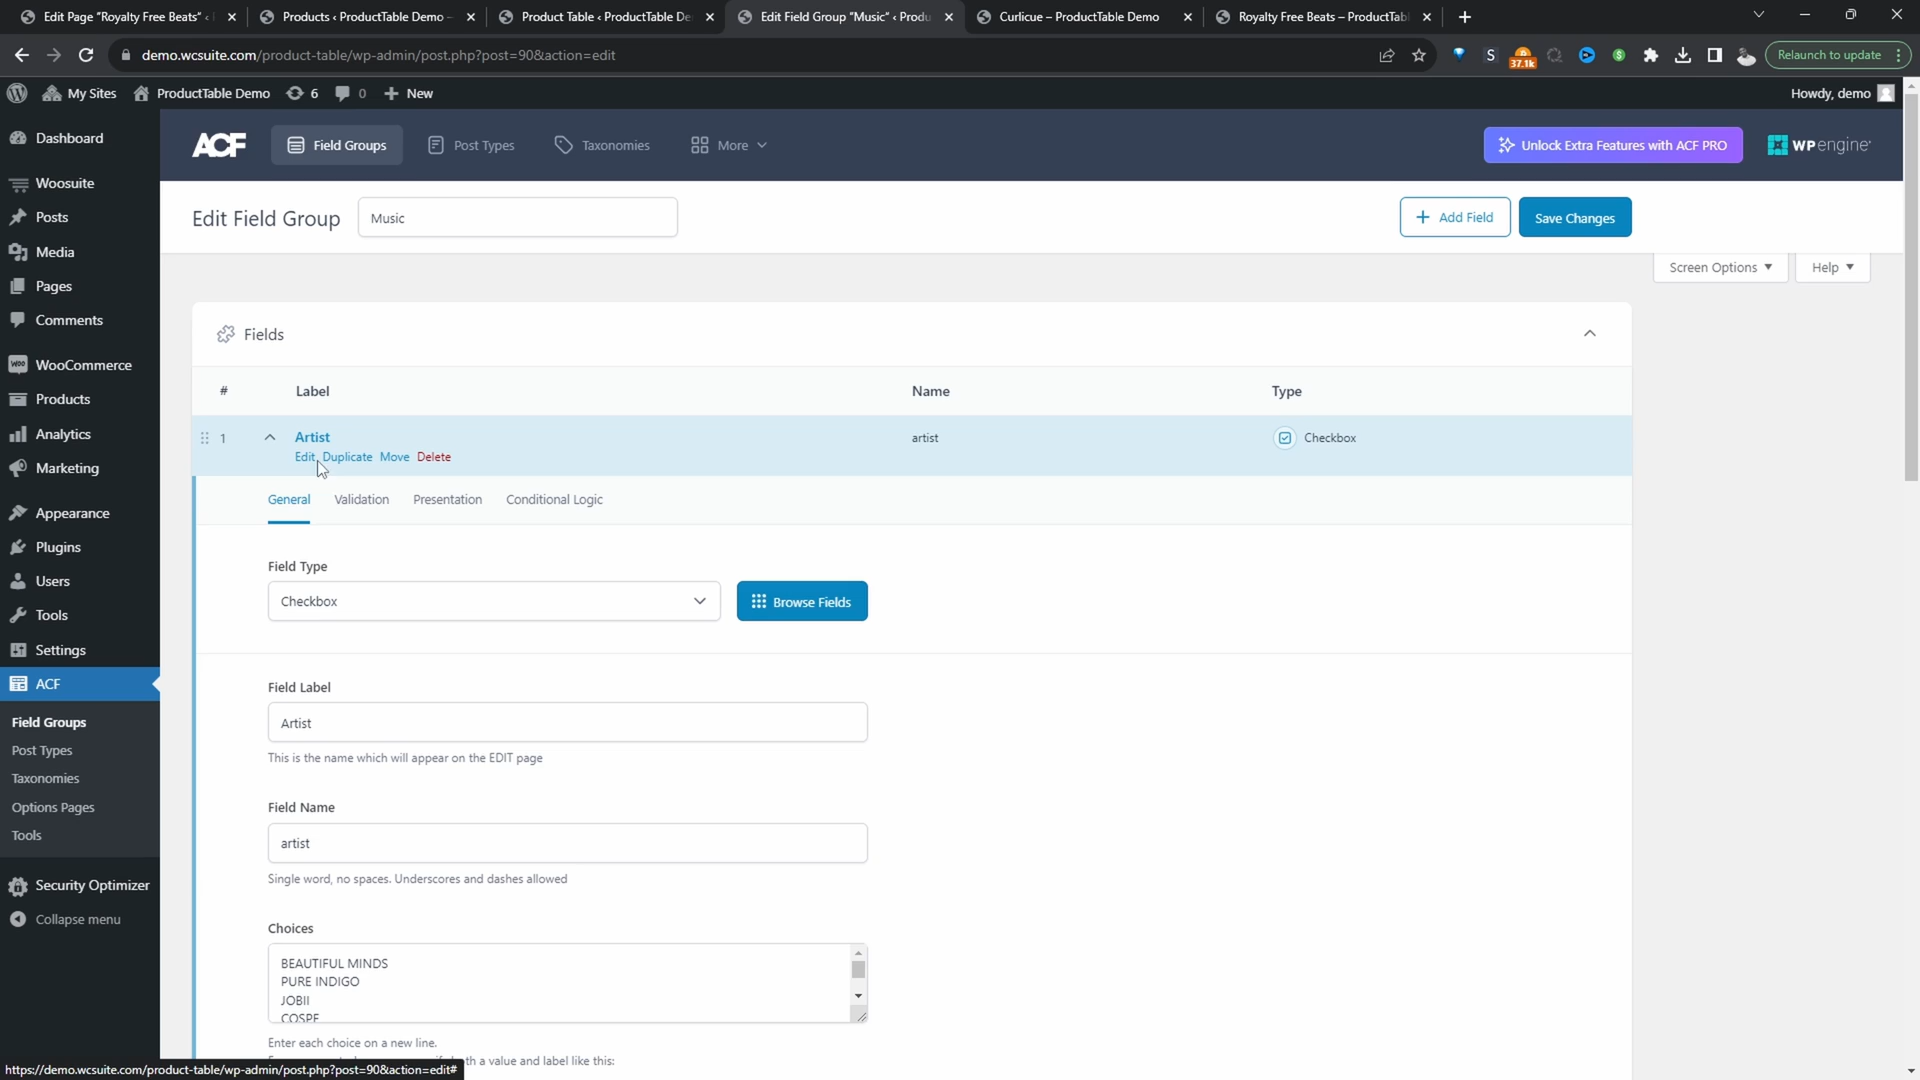 Edit Page "Royalty Free Beats" ‹
Products ‹ ProductTable Demo –
Product Table ‹ ProductTable De
Edit Field Group "Music" ‹ Produ
Curlicue – ProductTable Demo
Royalty Free Beats – ProductTabl
demo.wcsuite.com/product-table/wp-admin/post.php?post=90&action=edit
S
37.1k
Relaunch to update
My Sites
ProductTable Demo
6
0
New
Howdy, demo
Dashboard
Woosuite
Posts
Media
Pages
Comments
WooCommerce
Products
Analytics
Marketing
Appearance
Plugins
Users
Tools
Settings
ACF
Field Groups
Post Types
Taxonomies
Options Pages
Tools
Security Optimizer
Collapse menu
ACF
Field Groups
Post Types
Taxonomies
More
Unlock Extra Features with ACF PRO
WP engine
Edit Field Group
Music
Add Field
Save Changes
Screen Options
Help
Fields
# Label Name Type
1 Artist artist Checkbox
Edit Duplicate Move Delete
General Validation Presentation Conditional Logic
Field Type
Checkbox
Browse Fields
Field Label
Artist
This is the name which will appear on the EDIT page
Field Name
artist
Single word, no spaces. Underscores and dashes allowed
Choices
BEAUTIFUL MINDS
PURE INDIGO
JOBII
COSPE
Enter each choice on a new line.
th a value and label like this:
https://demo.wcsuite.com/product-table/wp-admin/post.php?post=90&action=edit#